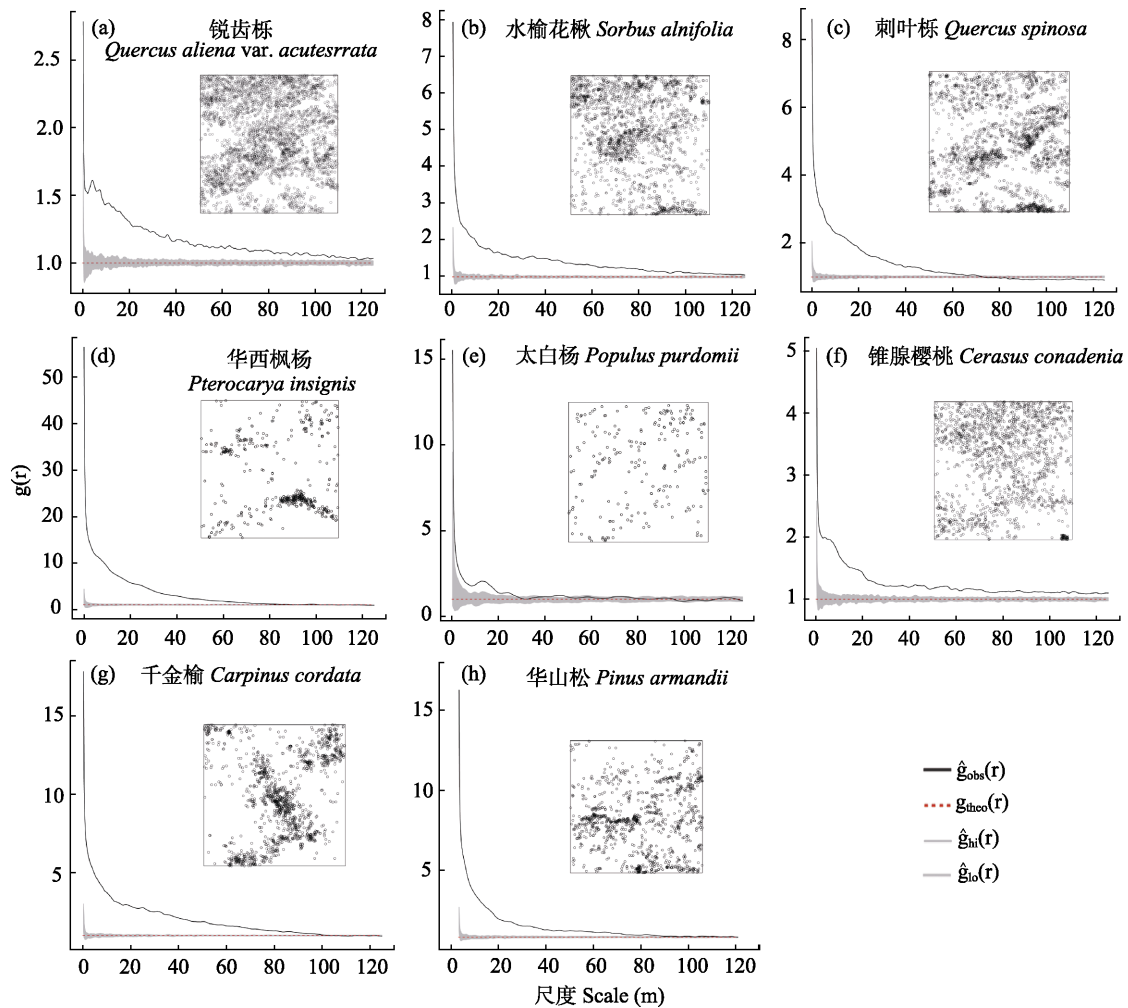 (a)
锐齿栎
Quercus aliena var. acutesrrata
2.5
2.0
1.5
1.0
0 20 40 60 80 100 120
(b)
水榆花楸 Sorbus alnifolia
8
7
6
5
4
3
2
1
0 20 40 60 80 100 120
(c)
刺叶栎 Quercus spinosa
8
6
4
2
0 20 40 60 80 100 120
(d)
华西枫杨
Pterocarya insignis
50
40
30
20
10
0
g(r)
0 20 40 60 80 100 120
(e)
太白杨 Populus purdomii
15
10
5
0
0 20 40 60 80 100 120
(f)
锥腺樱桃 Cerasus conadenia
5
4
3
2
1
0 20 40 60 80 100 120
(g)
千金榆 Carpinus cordata
15
10
5
0 20 40 60 80 100 120
(h)
华山松 Pinus armandii
15
10
5
0 20 40 60 80 100 120
尺度 Scale (m)
ĝobs(r)
gthco(r)
ĝhi(r)
ĝlo(r)